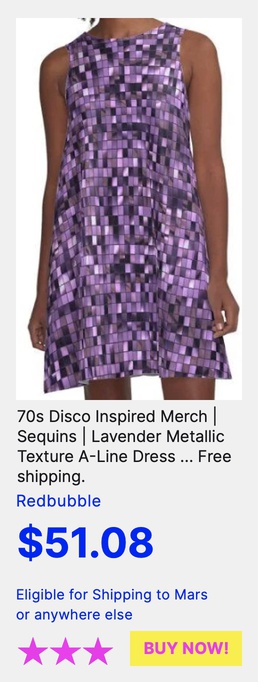 70s Disco Inspired Merch |
Sequins | Lavender Metallic
Texture A-Line Dress ... Free
shipping.
Redbubble
$51.08
Eligible for Shipping to Mars
or anywhere else
BUY NOW!